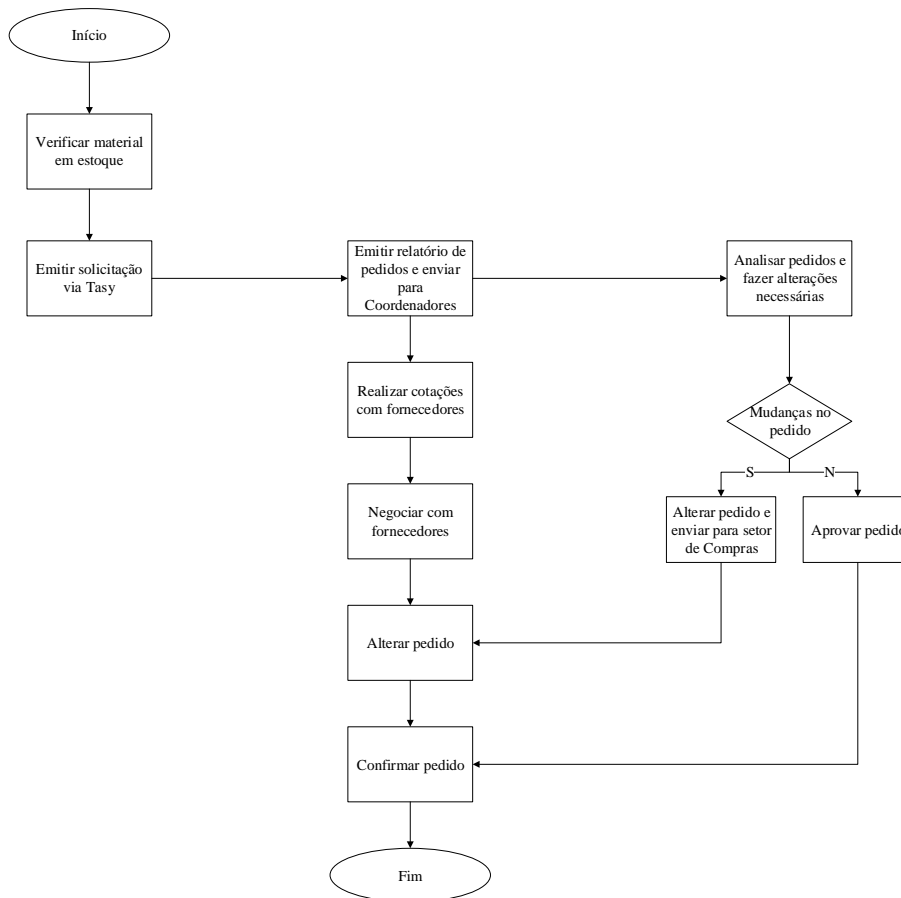 Início
Verificar material
em estoque
Emitir solicitação
via Tasy
Emitir relatório de
pedidos e enviar
para
Coordenadores
Analisar pedidos e
fazer alterações
necessárias
Realizar cotações
com fornecedores
Mudanças no
pedido
S
N
Negociar com
fornecedores
Alterar pedido e
enviar para setor
de Compras
Aprovar pedido
Alterar pedido
Confirmar pedido
Fim